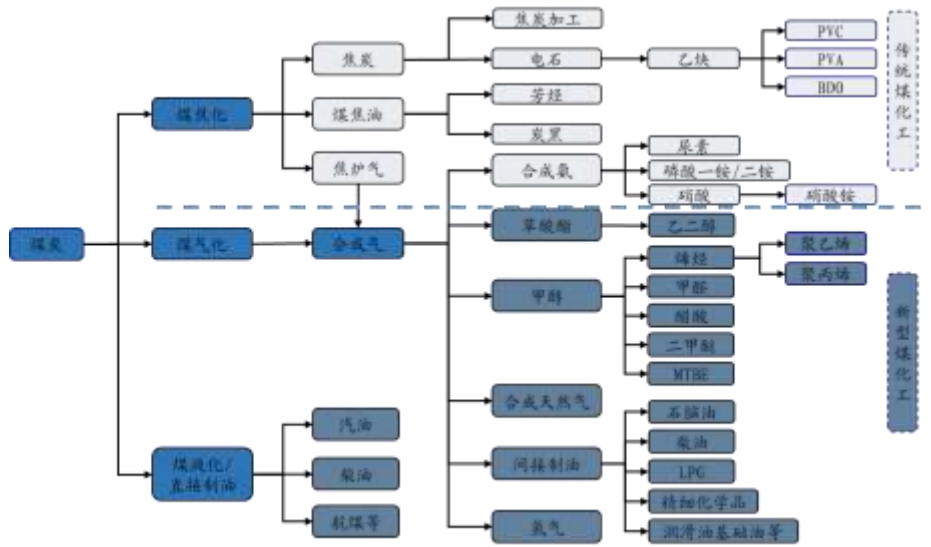 焦炭加工
焦炭
电石
乙炔
PVC
PVA
BDO
传统煤化工
煤焦化
煤焦油
芳烃
炭黑
焦炉气
合成氨
尿素
磷酸一铵/二铵
硝酸
硝酸铵
煤炭
煤气化
合成气
草酸酯
乙二醇
甲醇
烯烃
聚乙烯
聚丙烯
甲醛
醋酸
二甲醚
MTBE
新型煤化工
合成天然气
煤液化/
直接制油
汽油
柴油
航煤等
间接制油
石脑油
柴油
LPG
精细化学品
润滑油基础油等
氢气